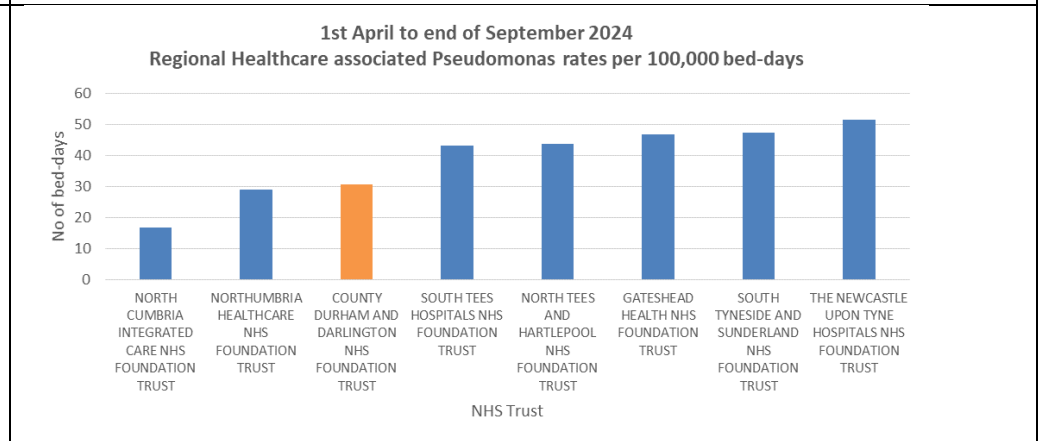 1st April to end of September 2024
Regional Healthcare associated Pseudomonas rates per 100,000 bed-days
No of bed-days
60
50
40
30
20
10
0
NORTH
CUMBRIA
INTEGRATED
CARE NHS
FOUNDATION
TRUST
NORTHUMBRIA
HEALTHCARE
NHS
FOUNDATION
TRUST
COUNTY
DURHAM AND
DARLINGTON
NHS
FOUNDATION
TRUST
SOUTH TEES
HOSPITALS NHS
FOUNDATION
TRUST
NORTH TEES
AND
HARTLEPOOL
NHS
FOUNDATION
TRUST
GATESHEAD
HEALTH NHS
FOUNDATION
TRUST
SOUTH
TYNESIDE AND
SUNDERLAND
NHS
FOUNDATION
TRUST
THE NEWCASTLE
UPON TYNE
HOSPITALS NHS
FOUNDATION
TRUST
NHS Trust